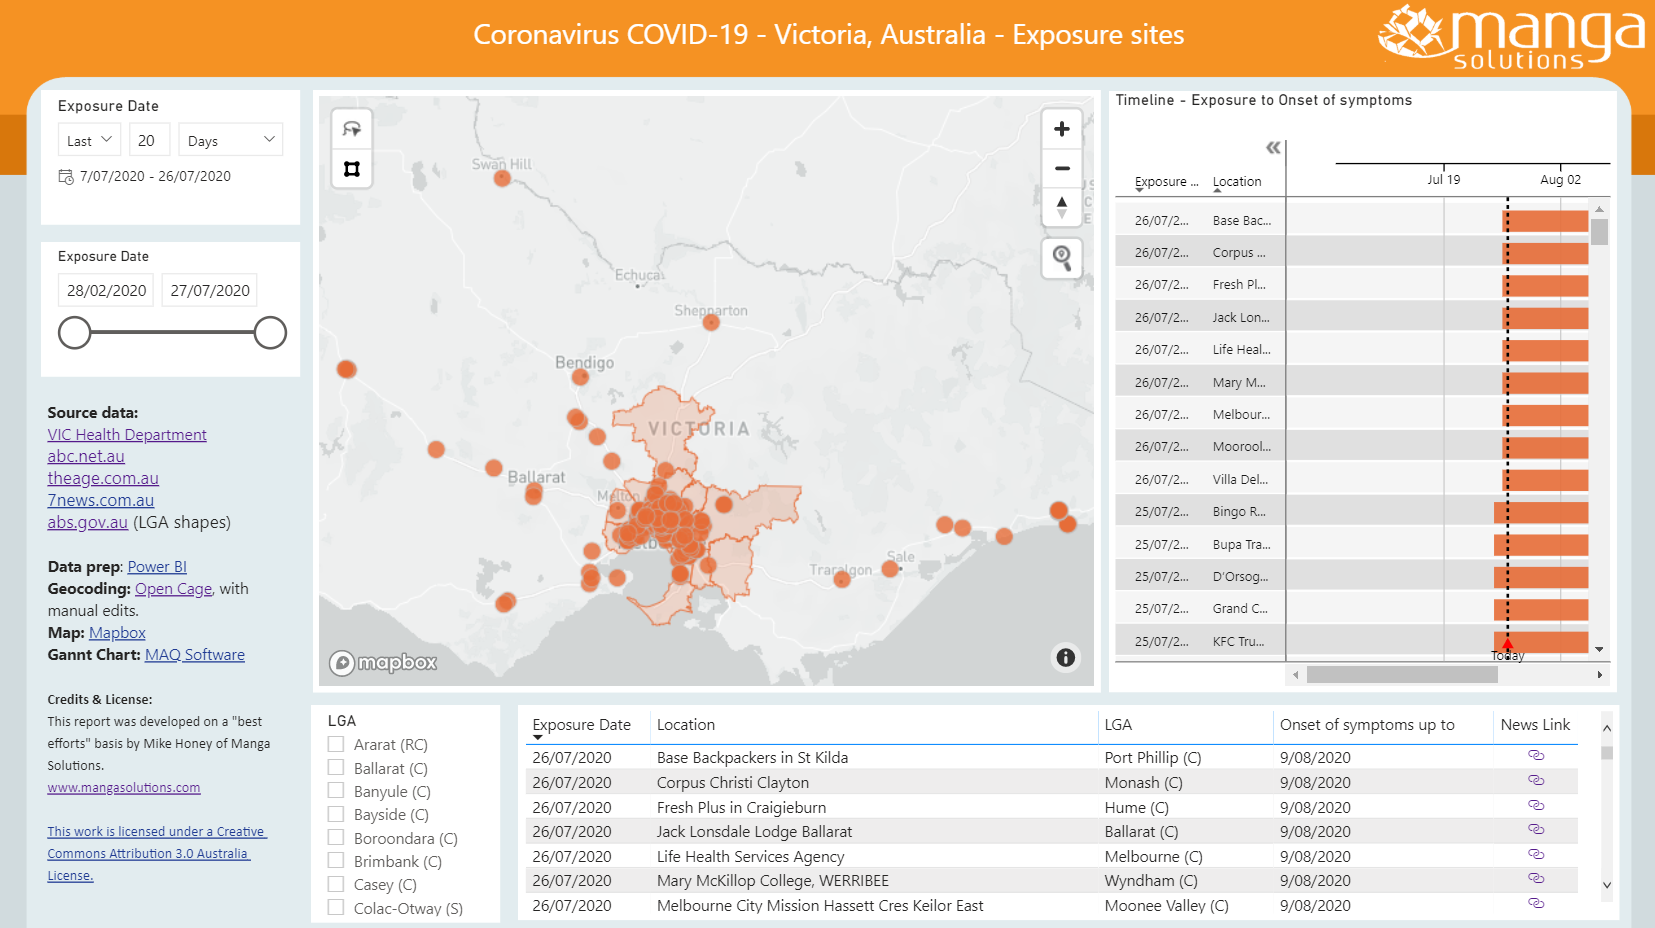 Coronavirus COVID-19 - Victoria, Australia - Exposure sites
manga
solutions
Exposure Date
Last 20 Days
7/07/2020 - 26/07/2020
Exposure Date
28/02/2020 27/07/2020
Source data:
VIC Health Department
abc.net.au
theage.com.au
7news.com.au
abs.gov.au (LGA shapes)
Data prep: Power BI
Geocoding: Open Cage, with
manual edits.
Map: Mapbox
Gannt Chart: MAQ Software
Credits & License:
This report was developed on a "best
efforts" basis by Mike Honey of Manga
Solutions.
www.mangasolutions.com
This work is licensed under a Creative
Commons Attribution 3.0 Australia
License.
Swan Hill
Echuca
Shepparton
Bendigo
VICTORIA
Ballarat
Melton
Traralgon
Sale
mapbox
Timeline - Exposure to Onset of symptoms
Jul 19 Aug 02
Exposure ... Location
26/07/2... Base Bac...
26/07/2... Corpus ...
26/07/2... Fresh Pl...
26/07/2... Jack Lon...
26/07/2... Life Heal...
26/07/2... Mary M...
26/07/2... Melbour...
26/07/2... Moorool...
26/07/2... Villa Del...
25/07/2... Bingo R...
25/07/2... Bupa Tra...
25/07/2... D'Orsog...
25/07/2... Grand C...
25/07/2... KFC Tru...
Today
LGA
Ararat (RC)
Ballarat (C)
Banyule (C)
Bayside (C)
Boroondara (C)
Brimbank (C)
Casey (C)
Colac-Otway (S)
Exposure Date Location LGA Onset of symptoms up to News Link
26/07/2020 Base Backpackers in St Kilda Port Phillip (C) 9/08/2020
26/07/2020 Corpus Christi Clayton Monash (C) 9/08/2020
26/07/2020 Fresh Plus in Craigieburn Hume (C) 9/08/2020
26/07/2020 Jack Lonsdale Lodge Ballarat Ballarat (C) 9/08/2020
26/07/2020 Life Health Services Agency Melbourne (C) 9/08/2020
26/07/2020 Mary McKillop College, WERRIBEE Wyndham (C) 9/08/2020
26/07/2020 Melbourne City Mission Hassett Cres Keilor East Moonee Valley (C) 9/08/2020